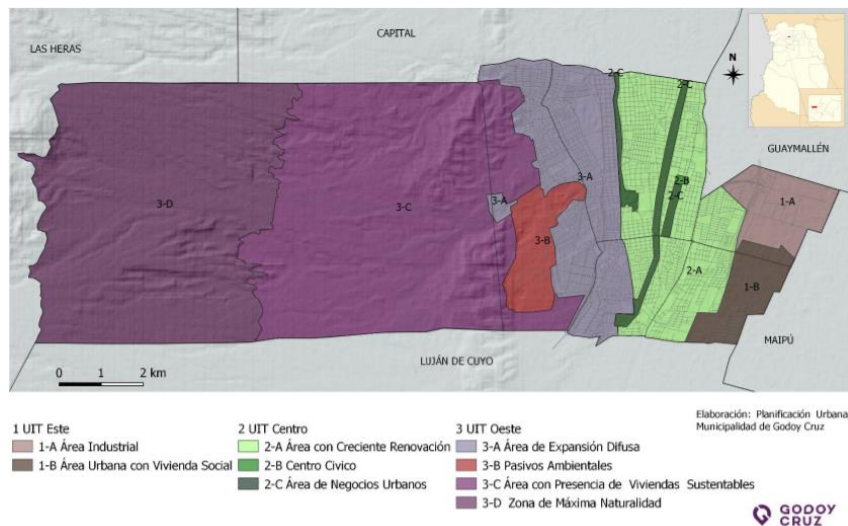 CAPITAL
LAS HERAS
N
2-C
2-C
GUAYMALLÉN
3-A
2-B
2-C
1-A
3-D
3-C
3-A
3-B
2-A
1-B
MAIPÚ
LUJÁN DE CUYO
0 1 2 km
Elaboración: Planificación Urbana
Municipalidad de Godoy Cruz
1 UIT Este
1-A Área Industrial
1-B Área Urbana con Vivienda Social
2 UIT Centro
2-A Área con Creciente Renovación
2-B Centro Civico
2-C Área de Negocios Urbanos
3 UIT Oeste
3-A Área de Expansión Difusa
3-B Pasivos Ambientales
3-C Área con Presencia de Viviendas Sustentables
3-D Zona de Máxima Naturalidad
GODOY
CRUZ